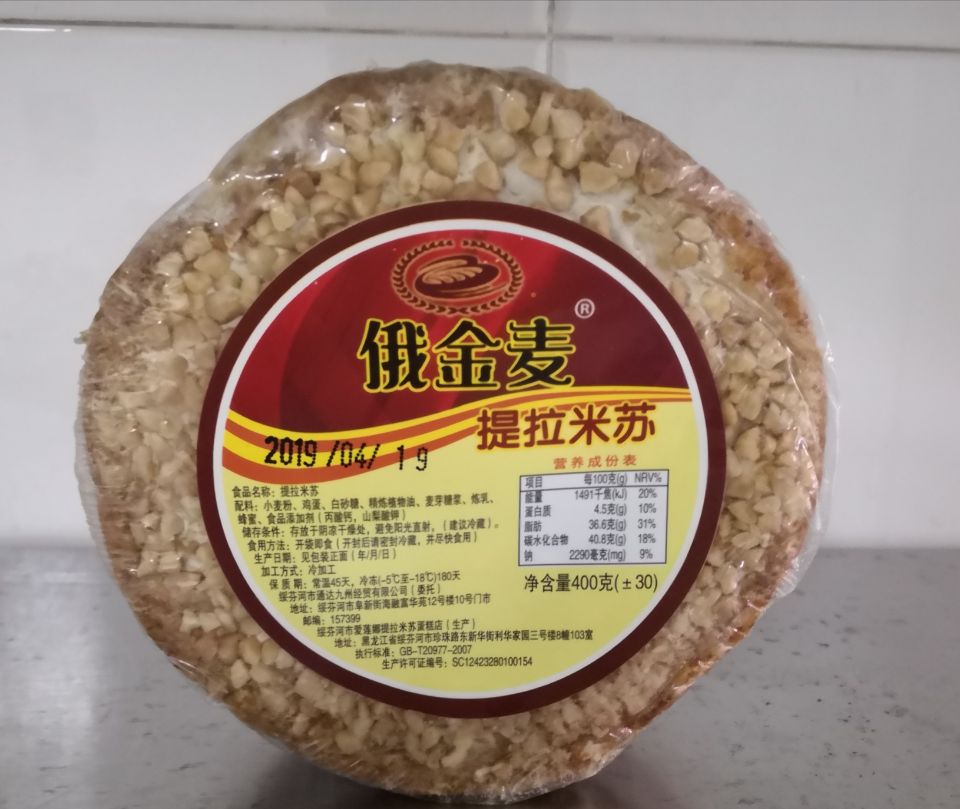 俄金麦®
提拉米苏
2019/04/19
食品名称：提拉米苏
配料：小麦粉、鸡蛋、白砂糖、精炼植物油、麦芽糖浆、炼乳、
蜂蜜、食品添加剂（丙酸钙，山梨酸钾）
储存条件：存放于阴凉干燥处，避免阳光直射，（建议冷藏）。
食用方法：开袋即食（开封后请密封冷藏，并尽快食用）
生产日期：见包装正面（年/月/日）
加工方式：冷加工
保质期：常温45天，冷冻(-5℃至-18℃)180天
绥芬河市通达九州经贸有限公司（委托）
地址：绥芬河市阜新街海融富华苑12号楼10号门市
邮编：157399
绥芬河市爱莲娜提拉米苏蛋糕店（生产）
地址：黑龙江省绥芬河市珍珠路东新华街利华家园三号楼8幢103室
执行标准：GB-T20977-2007
生产许可证编号：SC12423280100154
营养成份表
项目 每100克(g) NRV%
能量 1491千焦(kJ) 20%
蛋白质 4.5克(g) 10%
脂肪 36.6克(g) 31%
碳水化合物 40.8克(g) 18%
钠 2290毫克(mg) 9%
净含量400克(±30)